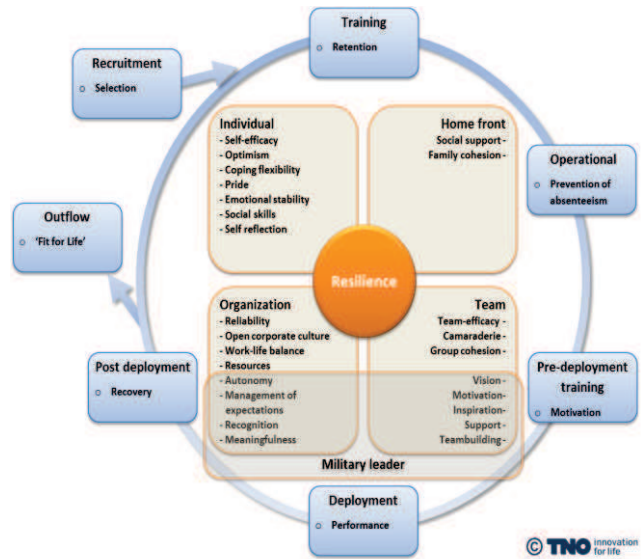 Training
o Retention
Recruitment
o Selection
Individual
- Self-efficacy
- Optimism
- Coping flexibility
- Pride
- Emotional stability
- Social skills
- Self reflection
Home front
Social support-
Family cohesion-
Operational
o Prevention of
absenteeism
Outflow
o 'Fit for Life'
Resilience
Organization
- Reliability
- Open corporate culture
- Work-life balance
- Resources
- Autonomy
- Management of
expectations
- Recognition
- Meaningfulness
Team
Team-efficacy -
Camaraderie -
Group cohesion-
Vision -
Motivation-
Inspiration-
Support -
Teambuilding -
Military leader
Post deployment
o Recovery
Pre-deployment
training
o Motivation
Deployment
o Performance
© TNO innovation
for life